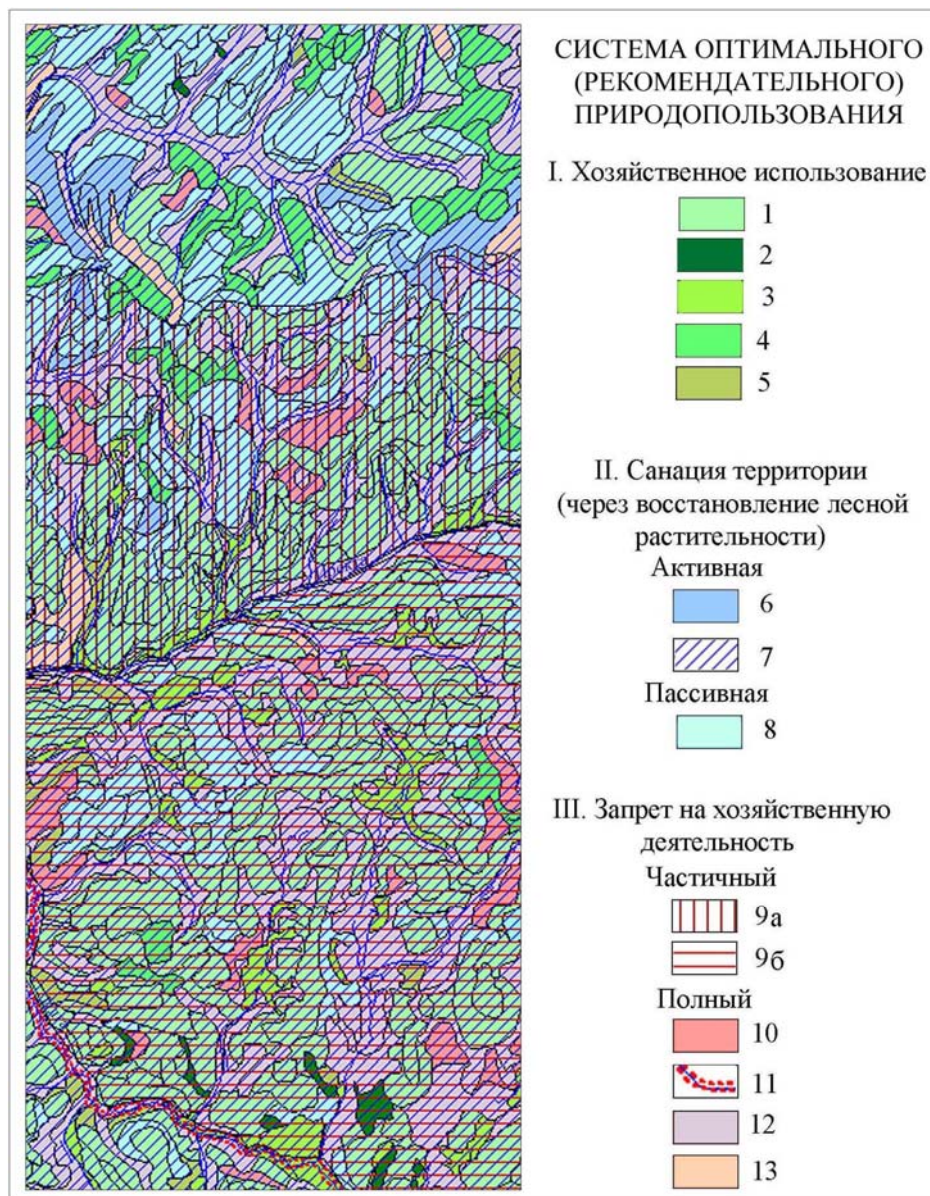 СИСТЕМА ОПТИМАЛЬНОГО
(РЕКОМЕНДАТЕЛЬНОГО)
ПРИРОДОПОЛЬЗОВАНИЯ
I. Хозяйственное использование
1
2
3
4
5
II. Санация территории
(через восстановление лесной
растительности)
Активная
6
7
Пассивная
8
III. Запрет на хозяйственную
деятельность
Частичный
9а
9б
Полный
10
11
12
13